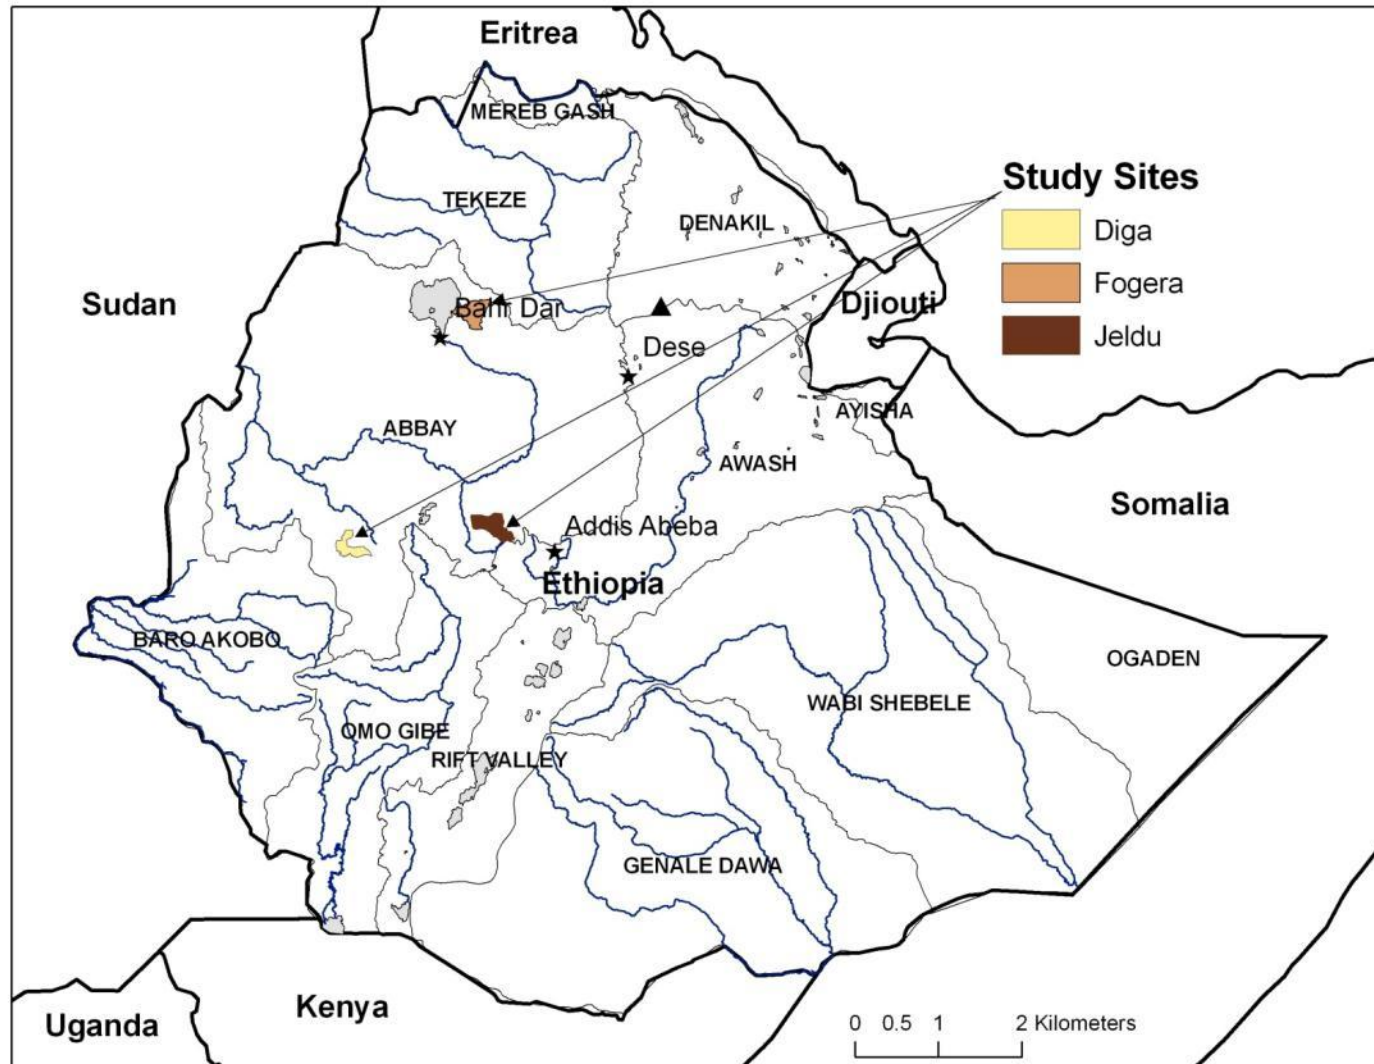 Eritrea
MEREB GASH
Study Sites
TEKEZE
DENAKIL
Diga
Fogera
Jeldu
Sudan
Bahr Dar
Djiouti
Dese
AYISHA
ABBAY
AWASH
Somalia
Addis Abeba
Ethiopia
BARO AKOBO
OGADEN
WABI SHEBELE
OMO GIBE
RIFT VALLEY
GENALE DAWA
Kenya
Uganda
0 0.5 1 2 Kilometers